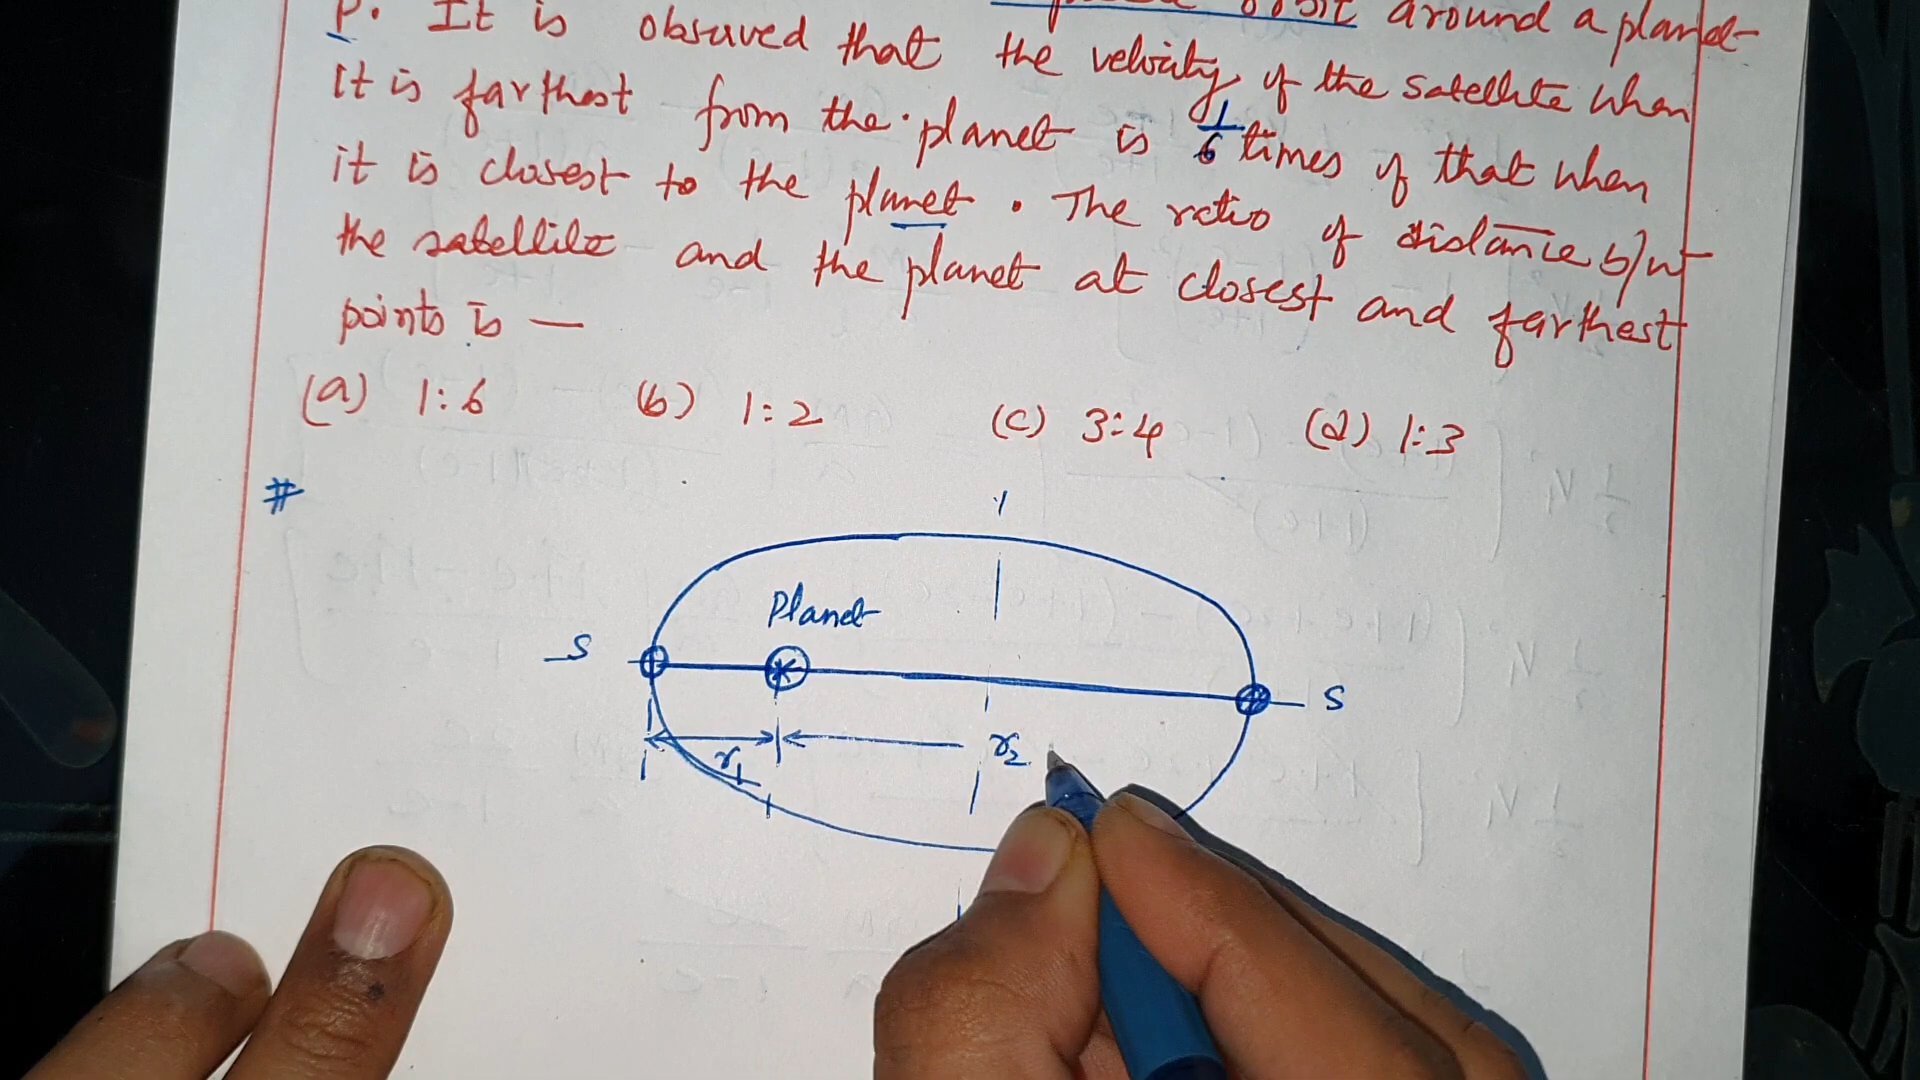 orbit around a planet
P. It is observed that the velocity of the satellite when
It is farthest from the planet is 1/6 times of that when
it is closest to the planet. The ratio of distance b/w
the satellite and the planet at closest and farthest
points is —
(a) 1:6 (b) 1:2 (c) 3:4 (d) 1:3
#
Planet
S
S
r1
r2